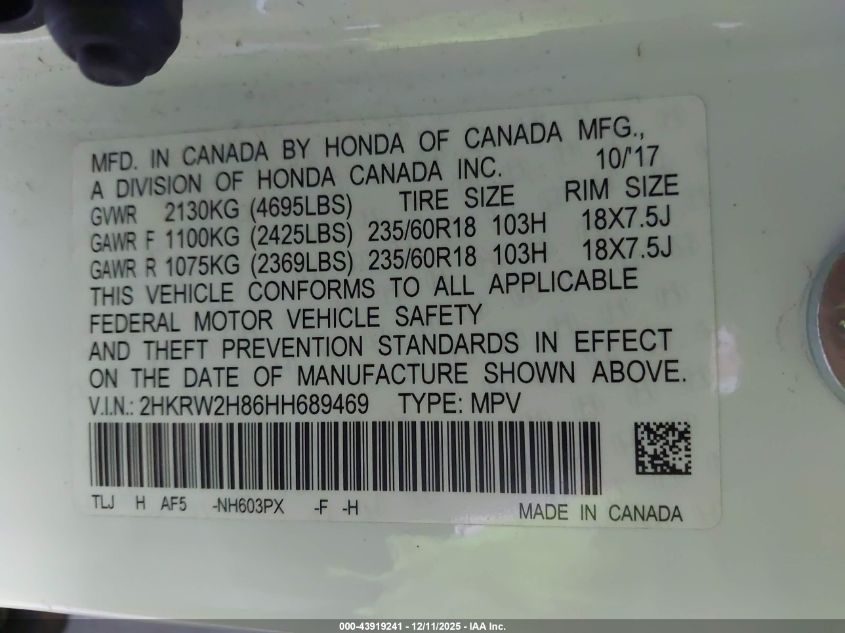 MFD. IN CANADA BY HONDA OF CANADA MFG.,
A DIVISION OF HONDA CANADA INC. 10/'17
GVWR 2130KG (4695LBS) TIRE SIZE RIM SIZE
GAWR F 1100KG (2425LBS) 235/60R18 103H 18X7.5J
GAWR R 1075KG (2369LBS) 235/60R18 103H 18X7.5J
THIS VEHICLE CONFORMS TO ALL APPLICABLE
FEDERAL MOTOR VEHICLE SAFETY
AND THEFT PREVENTION STANDARDS IN EFFECT
ON THE DATE OF MANUFACTURE SHOWN ABOVE.
V.I.N.: 2HKRW2H86HH689469 TYPE: MPV
TLJ H AF5 -NH603PX -F -H MADE IN CANADA
000-43919241 - 12/11/2025 - IAA Inc.